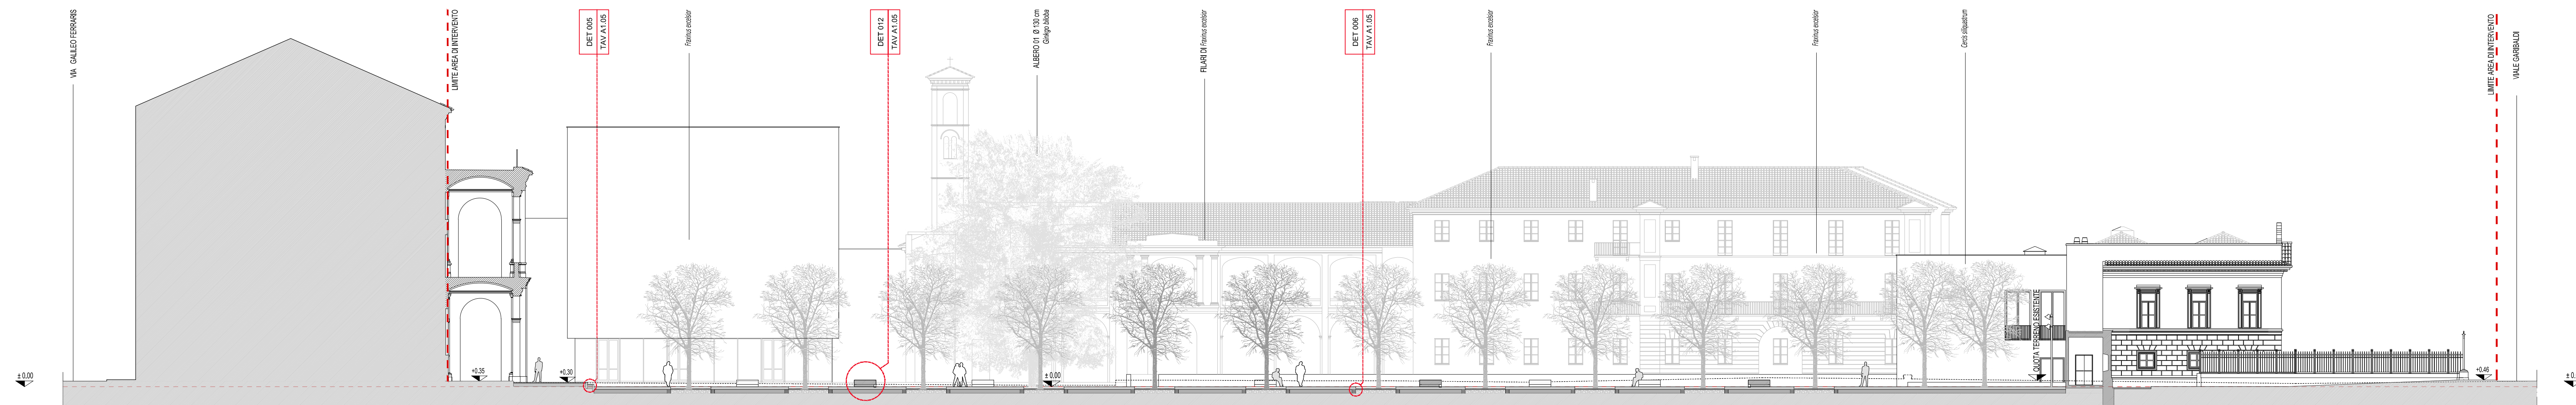 VIA GALILEO FERRARIS
LIMITE AREA DI INTERVENTO
DET 005
TAV A1.05
Fraxinus excelsior
DET 012
TAV A1.05
ALBERO 01 Ø 130 cm
Ginkgo biloba
FILARI DI Fraxinus excelsior
DET 006
TAV A1.05
Fraxinus excelsior
Fraxinus excelsior
Cercis siliquastrum
LIMITE AREA DI INTERVENTO
VIALE GARIBALDI
QUOTA TERRENO ESISTENTE
± 0,00
+0,35
+0,30
± 0,00
+0,46